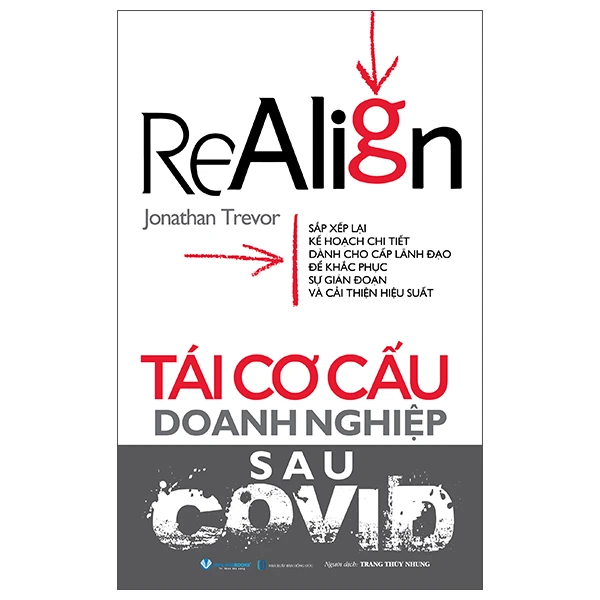 ReAlign
Jonathan Trevor
SẮP XẾP LẠI
KẾ HOẠCH CHI TIẾT
DÀNH CHO CẤP LÃNH ĐẠO
ĐỂ KHẮC PHỤC
SỰ GIÁN ĐOẠN
VÀ CẢI THIỆN HIỆU SUẤT
TÁI CƠ CẤU
DOANH NGHIỆP
SAU
COVID
Người dịch: TRANG THÙY NHUNG